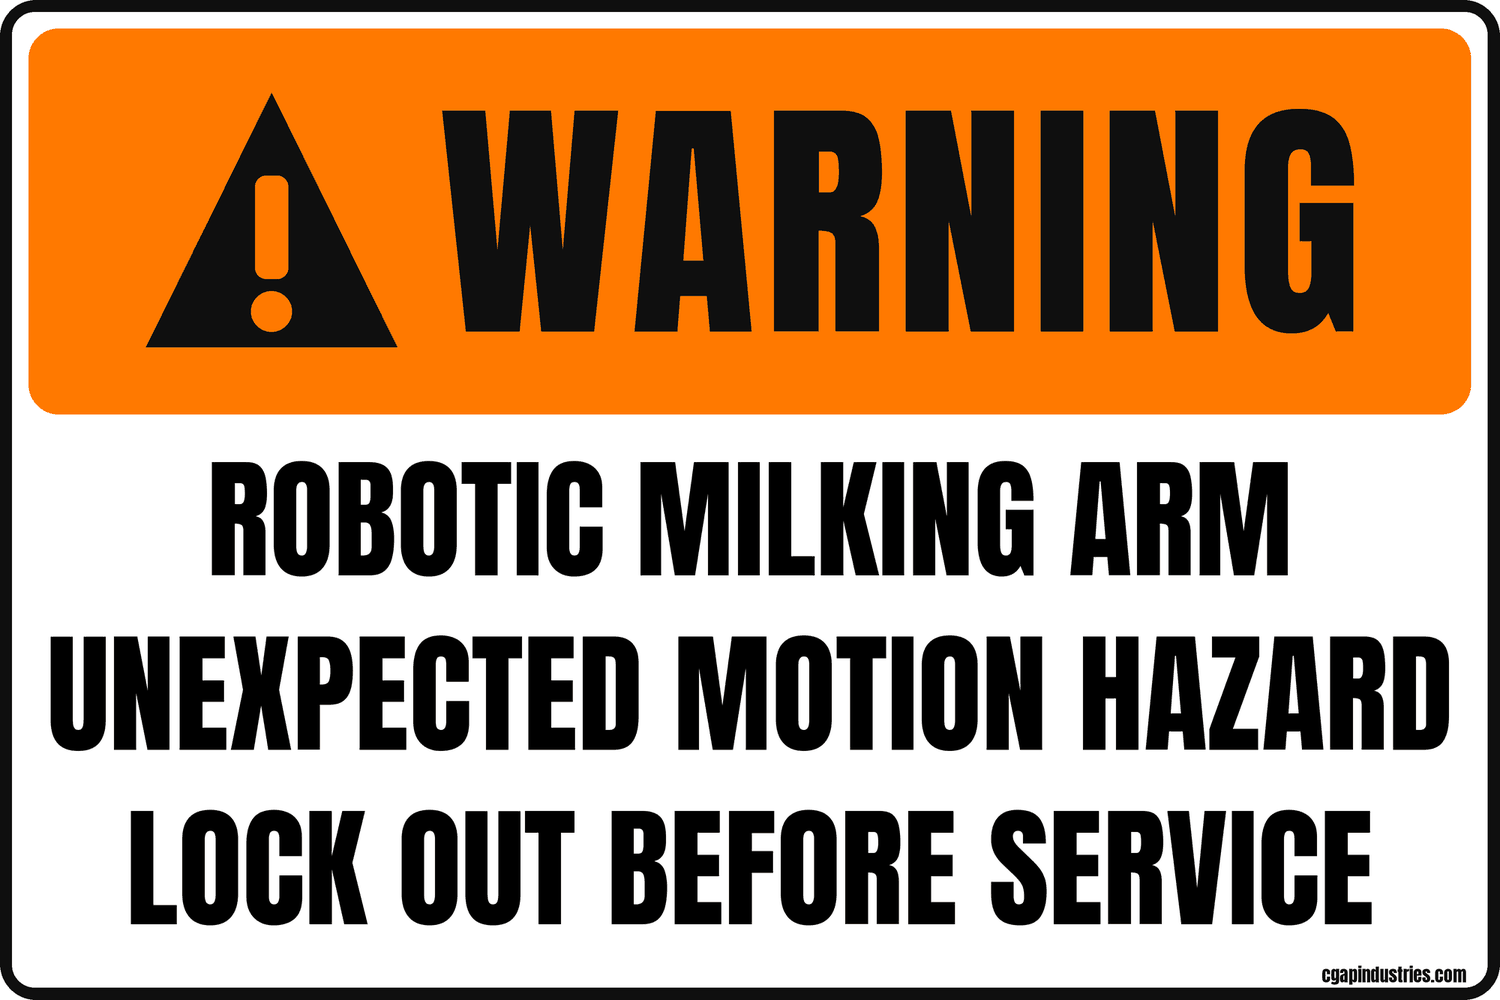 WARNING
ROBOTIC MILKING ARM
UNEXPECTED MOTION HAZARD
LOCK OUT BEFORE SERVICE
cgapindustries.com